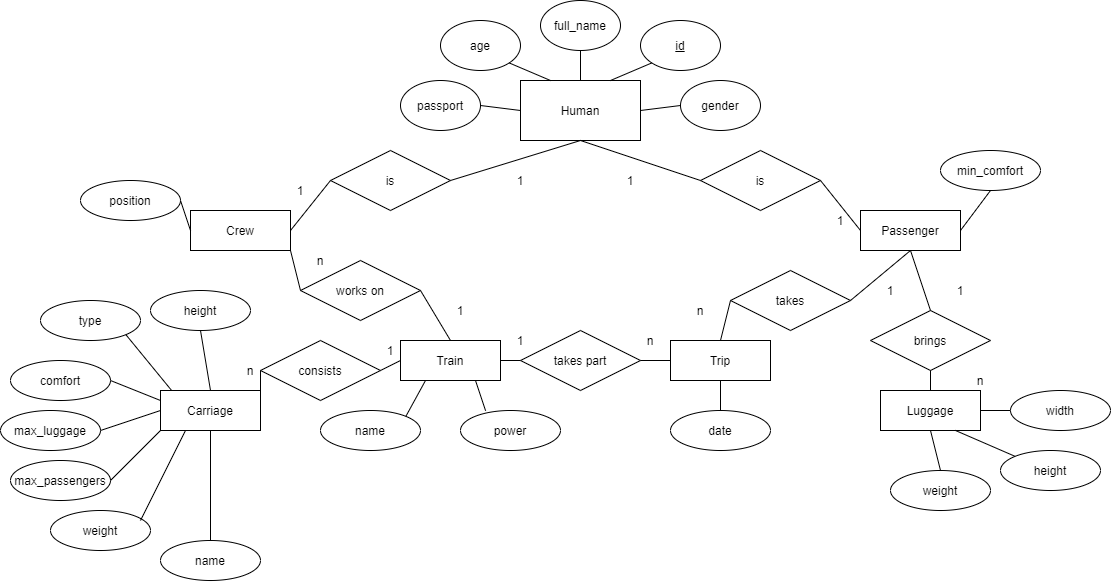 full_name
age
id
passport
Human
gender
is
1
1
1
is
min_comfort
position
Crew
1
Passenger
n
works on
1
takes
1
1
height
type
n
1
consists
1
Train
1
takes part
n
Trip
brings
comfort
n
Carriage
n
Luggage
width
max_luggage
name
power
date
max_passengers
height
weight
weight
name